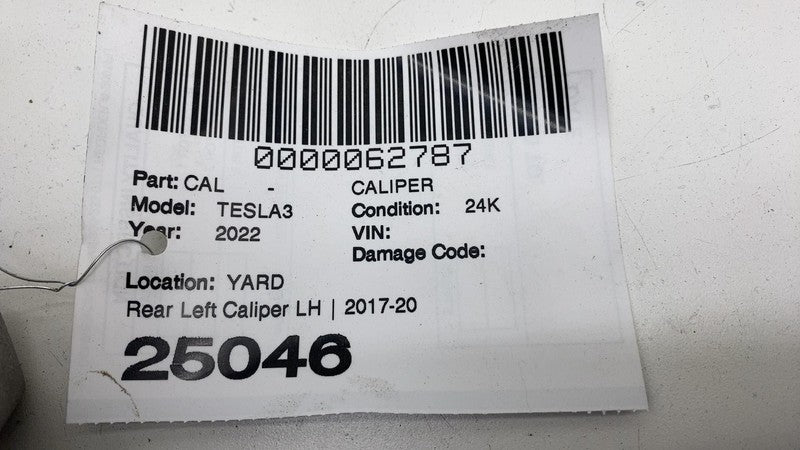 0000062787
Part: CAL - CALIPER
Model: TESLA3 Condition: 24K
Year: 2022 VIN:
Damage Code:
Location: YARD
Rear Left Caliper LH | 2017-20
25046